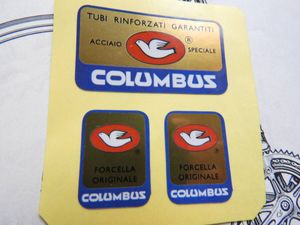 TUBI RINFORZATI GARANTITI
ACCIAIO ® SPECIALE
COLUMBUS
FORCELLA
ORIGINALE
COLUMBUS
FORCELLA
ORIGINALE
COLUMBUS